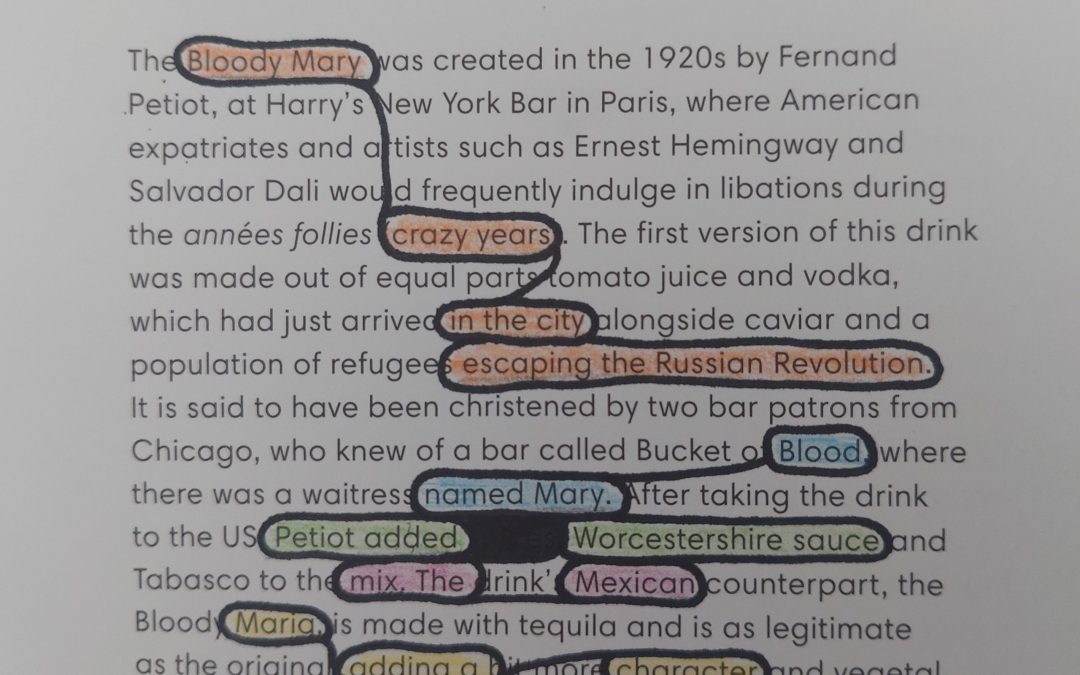 The Bloody Mary was created in the 1920s by Fernand
Petiot, at Harry's New York Bar in Paris, where American
expatriates and artists such as Ernest Hemingway and
Salvador Dali would frequently indulge in libations during
the années follies (crazy years). The first version of this drink
was made out of equal parts tomato juice and vodka,
which had just arrived in the city alongside caviar and a
population of refugees escaping the Russian Revolution.
It is said to have been christened by two bar patrons from
Chicago, who knew of a bar called Bucket of Blood, where
there was a waitress named Mary. After taking the drink
to the US Petiot added Worcestershire sauce and
Tabasco to the mix. The drink's Mexican counterpart, the
Bloody Maria, is made with tequila and is as legitimate
as the original, adding a bit more character and vegetal